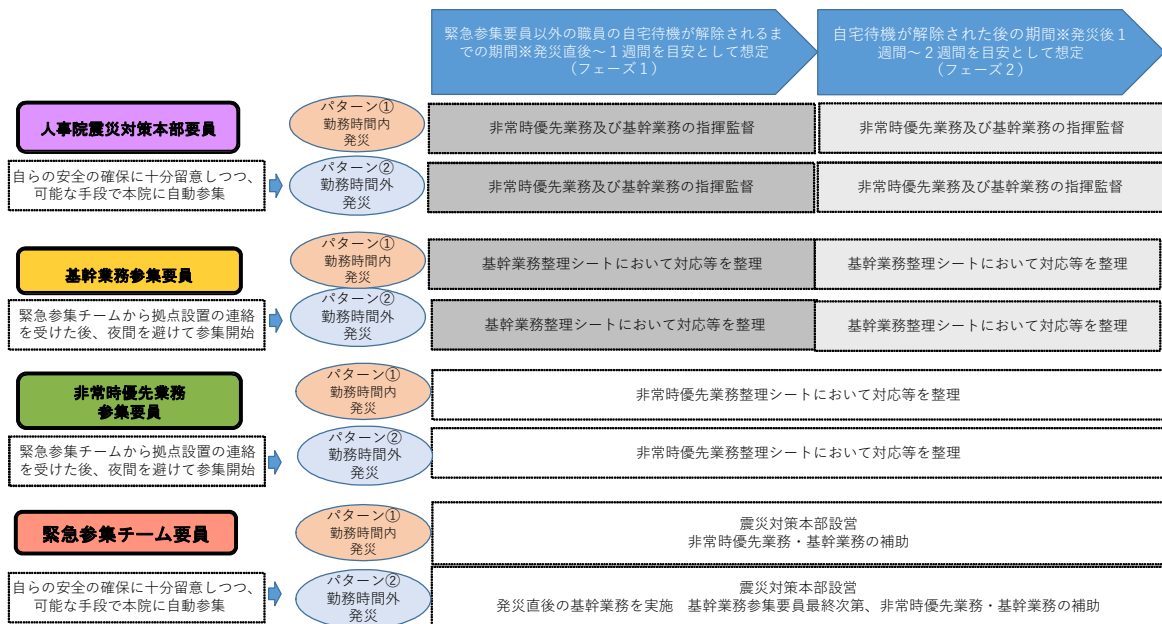 緊急参集要員以外の職員の自宅待機が解除されるま
での期間※発災直後～１週間を目安として想定
（フェーズ１）
自宅待機が解除された後の期間※発災後１
週間～２週間を目安として想定
（フェーズ２）
人事院震災対策本部要員
パターン①
勤務時間内
発災
非常時優先業務及び基幹業務の指揮監督
非常時優先業務及び基幹業務の指揮監督
自らの安全の確保に十分留意しつつ、
可能な手段で本院に自動参集
パターン②
勤務時間外
発災
非常時優先業務及び基幹業務の指揮監督
非常時優先業務及び基幹業務の指揮監督
基幹業務参集要員
パターン①
勤務時間内
発災
基幹業務整理シートにおいて対応等を整理
基幹業務整理シートにおいて対応等を整理
緊急参集チームから拠点設置の連絡
を受けた後、夜間を避けて参集開始
パターン②
勤務時間外
発災
基幹業務整理シートにおいて対応等を整理
基幹業務整理シートにおいて対応等を整理
非常時優先業務
参集要員
パターン①
勤務時間内
発災
非常時優先業務整理シートにおいて対応等を整理
緊急参集チームから拠点設置の連絡
を受けた後、夜間を避けて参集開始
パターン②
勤務時間外
発災
非常時優先業務整理シートにおいて対応等を整理
緊急参集チーム要員
パターン①
勤務時間内
発災
震災対策本部設営
非常時優先業務・基幹業務の補助
自らの安全の確保に十分留意しつつ、
可能な手段で本院に自動参集
パターン②
勤務時間外
発災
震災対策本部設営
発災直後の基幹業務を実施　基幹業務参集要員最終次第、非常時優先業務・基幹業務の補助